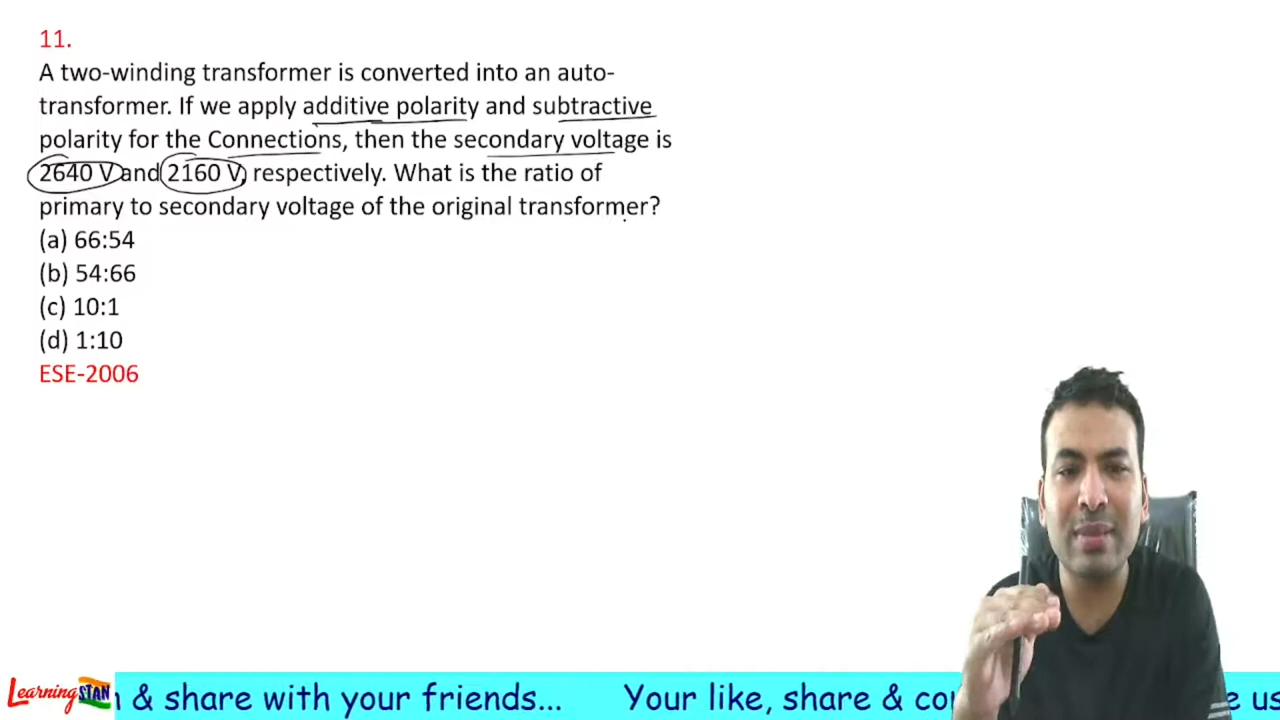 11.
A two-winding transformer is converted into an auto-
transformer. If we apply additive polarity and subtractive
polarity for the Connections, then the secondary voltage is
2640 V and 2160 V, respectively. What is the ratio of
primary to secondary voltage of the original transformer?
(a) 66:54
(b) 54:66
(c) 10:1
(d) 1:10
ESE-2006
Learning STAN
& share with your friends... Your like, share & us